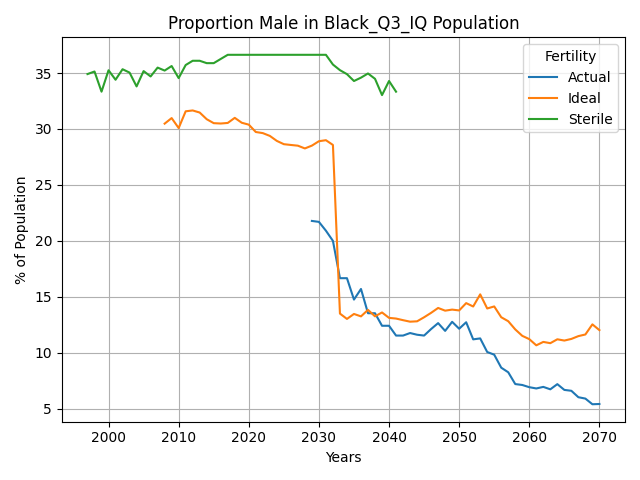 Proportion Male in Black_Q3_IQ Population
% of Population
35
30
25
20
15
10
5
Fertility
Actual
Ideal
Sterile
2000 2010 2020 2030 2040 2050 2060 2070
Years